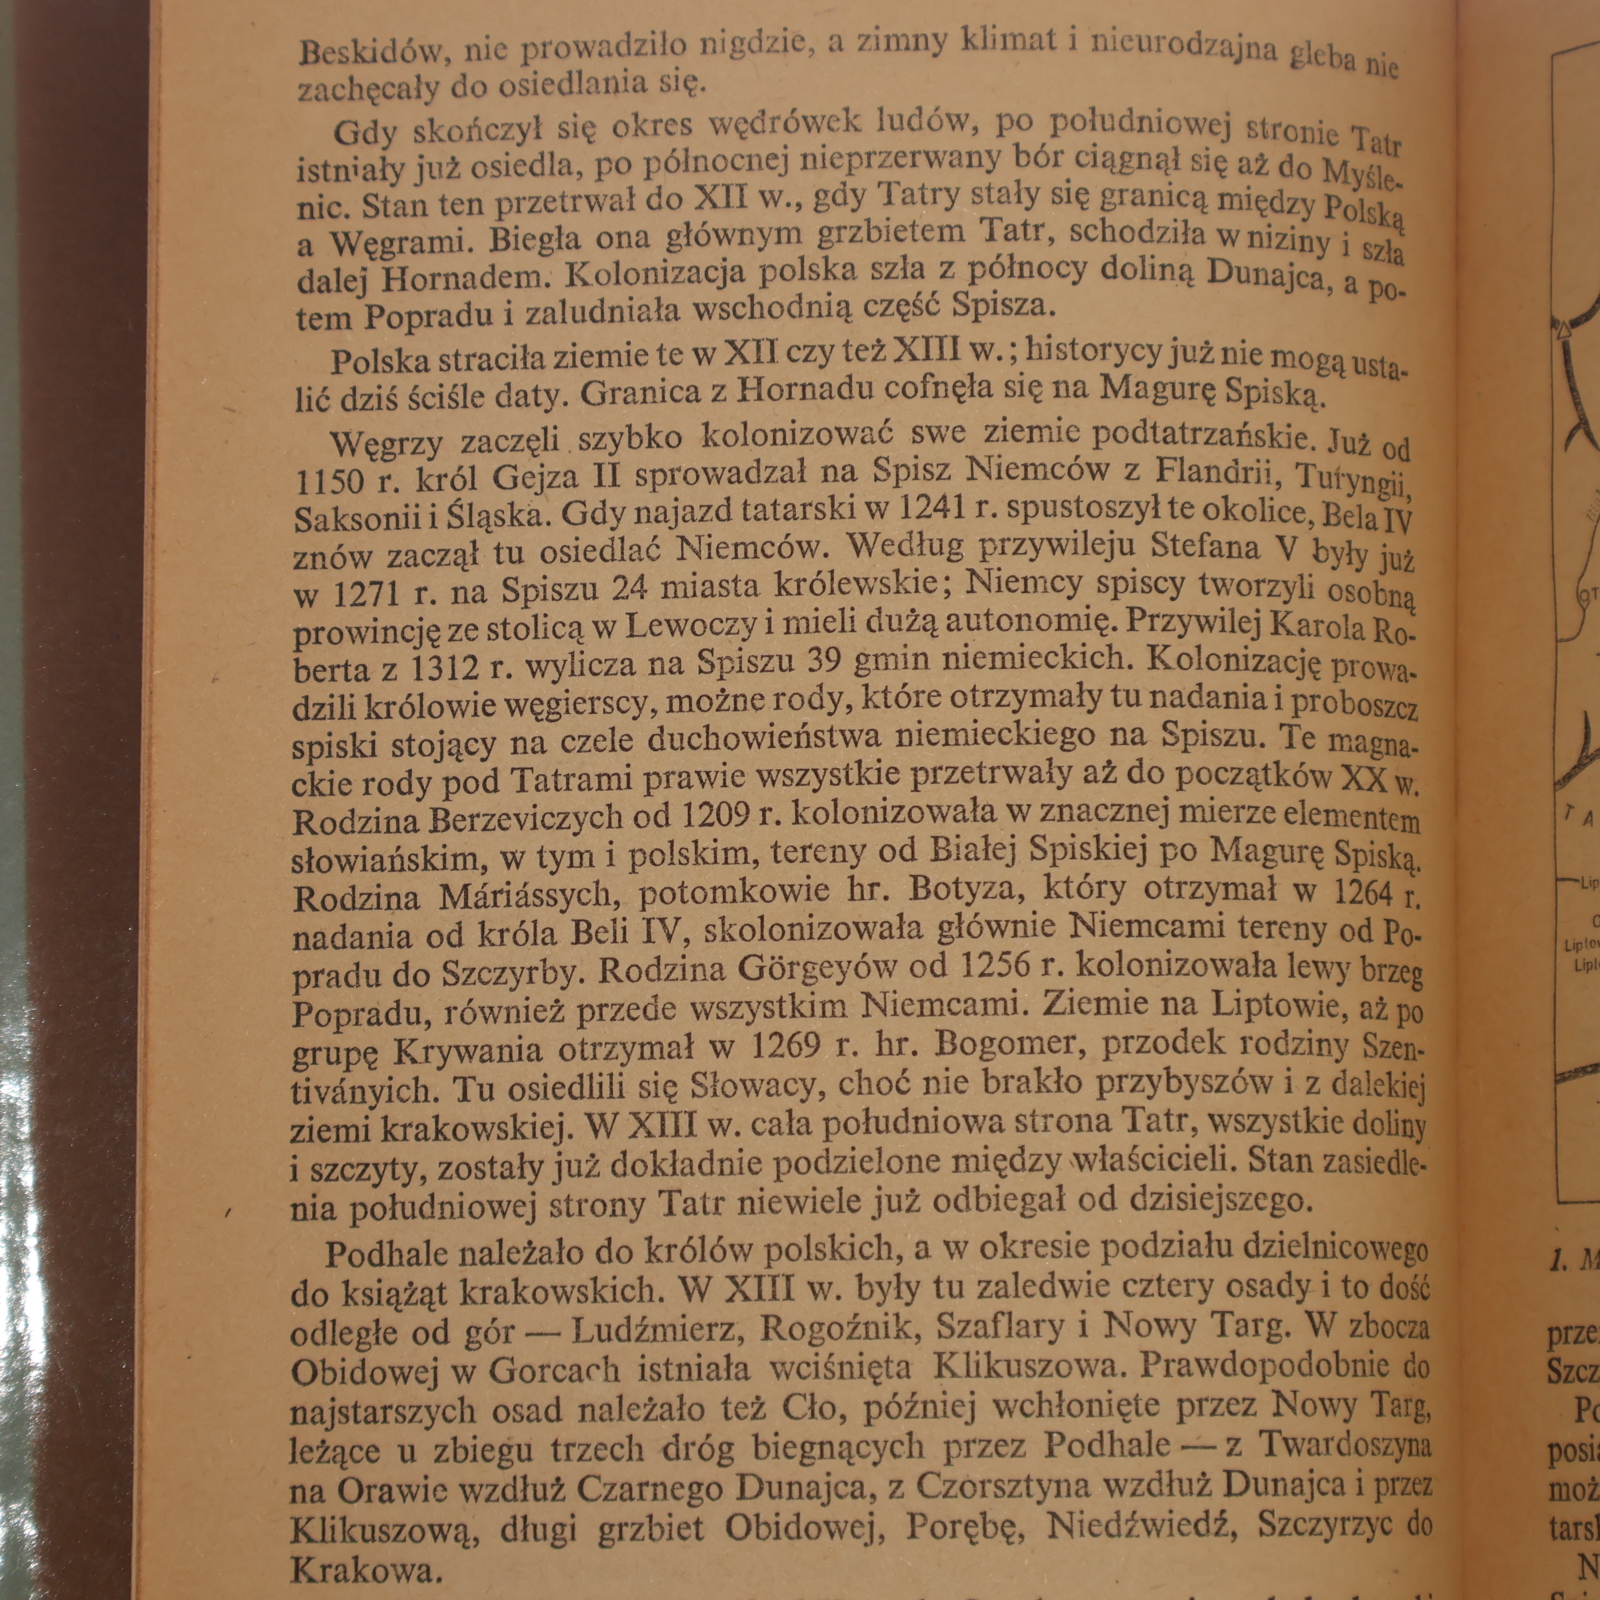 Beskidów, nie prowadziło nigdzie, a zimny klimat i nieurodzajna gleba nie
zachęcały do osiedlania się.
Gdy skończył się okres wędrówek ludów, po południowej stronie Tatr
istniały już osiedla, po północnej nieprzerwany bór ciągnął się aż do Myśle-
nic. Stan ten przetrwał do XII w., gdy Tatry stały się granicą między Polską
a Węgrami. Biegła ona głównym grzbietem Tatr, schodziła w niziny i szła
dalej Hornadem. Kolonizacja polska szła z północy doliną Dunajca, a po-
tem Popradu i zaludniała wschodnią część Spisza.
Polska straciła ziemie te w XII czy też XIII w.; historycy już nie mogą usta-
lić dziś ściśle daty. Granica z Hornadu cofnęła się na Magurę Spiską.
Węgrzy zaczęli szybko kolonizować swe ziemie podtatrzańskie. Już od
1150 r. król Gejza II sprowadzał na Spisz Niemców z Flandrii, Turyngii,
Saksonii i Śląska. Gdy najazd tatarski w 1241 r. spustoszył te okolice, Bela IV
znów zaczął tu osiedlać Niemców. Według przywileju Stefana V były już
w 1271 r. na Spiszu 24 miasta królewskie; Niemcy spiscy tworzyli osobną
prowincję ze stolicą w Lewoczy i mieli dużą autonomię. Przywilej Karola Ro-
berta z 1312 r. wylicza na Spiszu 39 gmin niemieckich. Kolonizację prowa-
dzili królowie węgierscy, możne rody, które otrzymały tu nadania i proboszcz
spiski stojący na czele duchowieństwa niemieckiego na Spiszu. Te magna-
ckie rody pod Tatrami prawie wszystkie przetrwały aż do początków XX w.
Rodzina Berzeviczych od 1209 r. kolonizowała w znacznej mierze elementem
słowiańskim, w tym i polskim, tereny od Białej Spiskiej po Magurę Spiską.
Rodzina Máriássych, potomkowie hr. Botyza, który otrzymał w 1264 r.
nadania od króla Beli IV, skolonizowała głównie Niemcami tereny od Po-
pradu do Szczyrby. Rodzina Görgeyów od 1256 r. kolonizowała lewy brzeg
Popradu, również przede wszystkim Niemcami. Ziemie na Liptowie, aż po
grupę Krywania otrzymał w 1269 r. hr. Bogomer, przodek rodziny Szen-
tiványich. Tu osiedlili się Słowacy, choć nie brakło przybyszów i z dalekiej
ziemi krakowskiej. W XIII w. cała południowa strona Tatr, wszystkie doliny
i szczyty, zostały już dokładnie podzielone między właścicieli. Stan zasiedle-
nia południowej strony Tatr niewiele już odbiegał od dzisiejszego.
Podhale należało do królów polskich, a w okresie podziału dzielnicowego
do książąt krakowskich. W XIII w. były tu zaledwie cztery osady i to dość
odległe od gór — Ludźmierz, Rogoźnik, Szaflary i Nowy Targ. W zbocza
Obidowej w Gorcach istniała wciśnięta Klikuszowa. Prawdopodobnie do
najstarszych osad należało też Cło, później wchłonięte przez Nowy Targ,
leżące u zbiegu trzech dróg biegnących przez Podhale — z Twardoszyna
na Orawie wzdłuż Czarnego Dunajca, z Czorsztyna wzdłuż Dunajca i przez
Klikuszową, długi grzbiet Obidowej, Porębę, Niedźwiedź, Szczyrzyc do
Krakowa.
T A
1. M